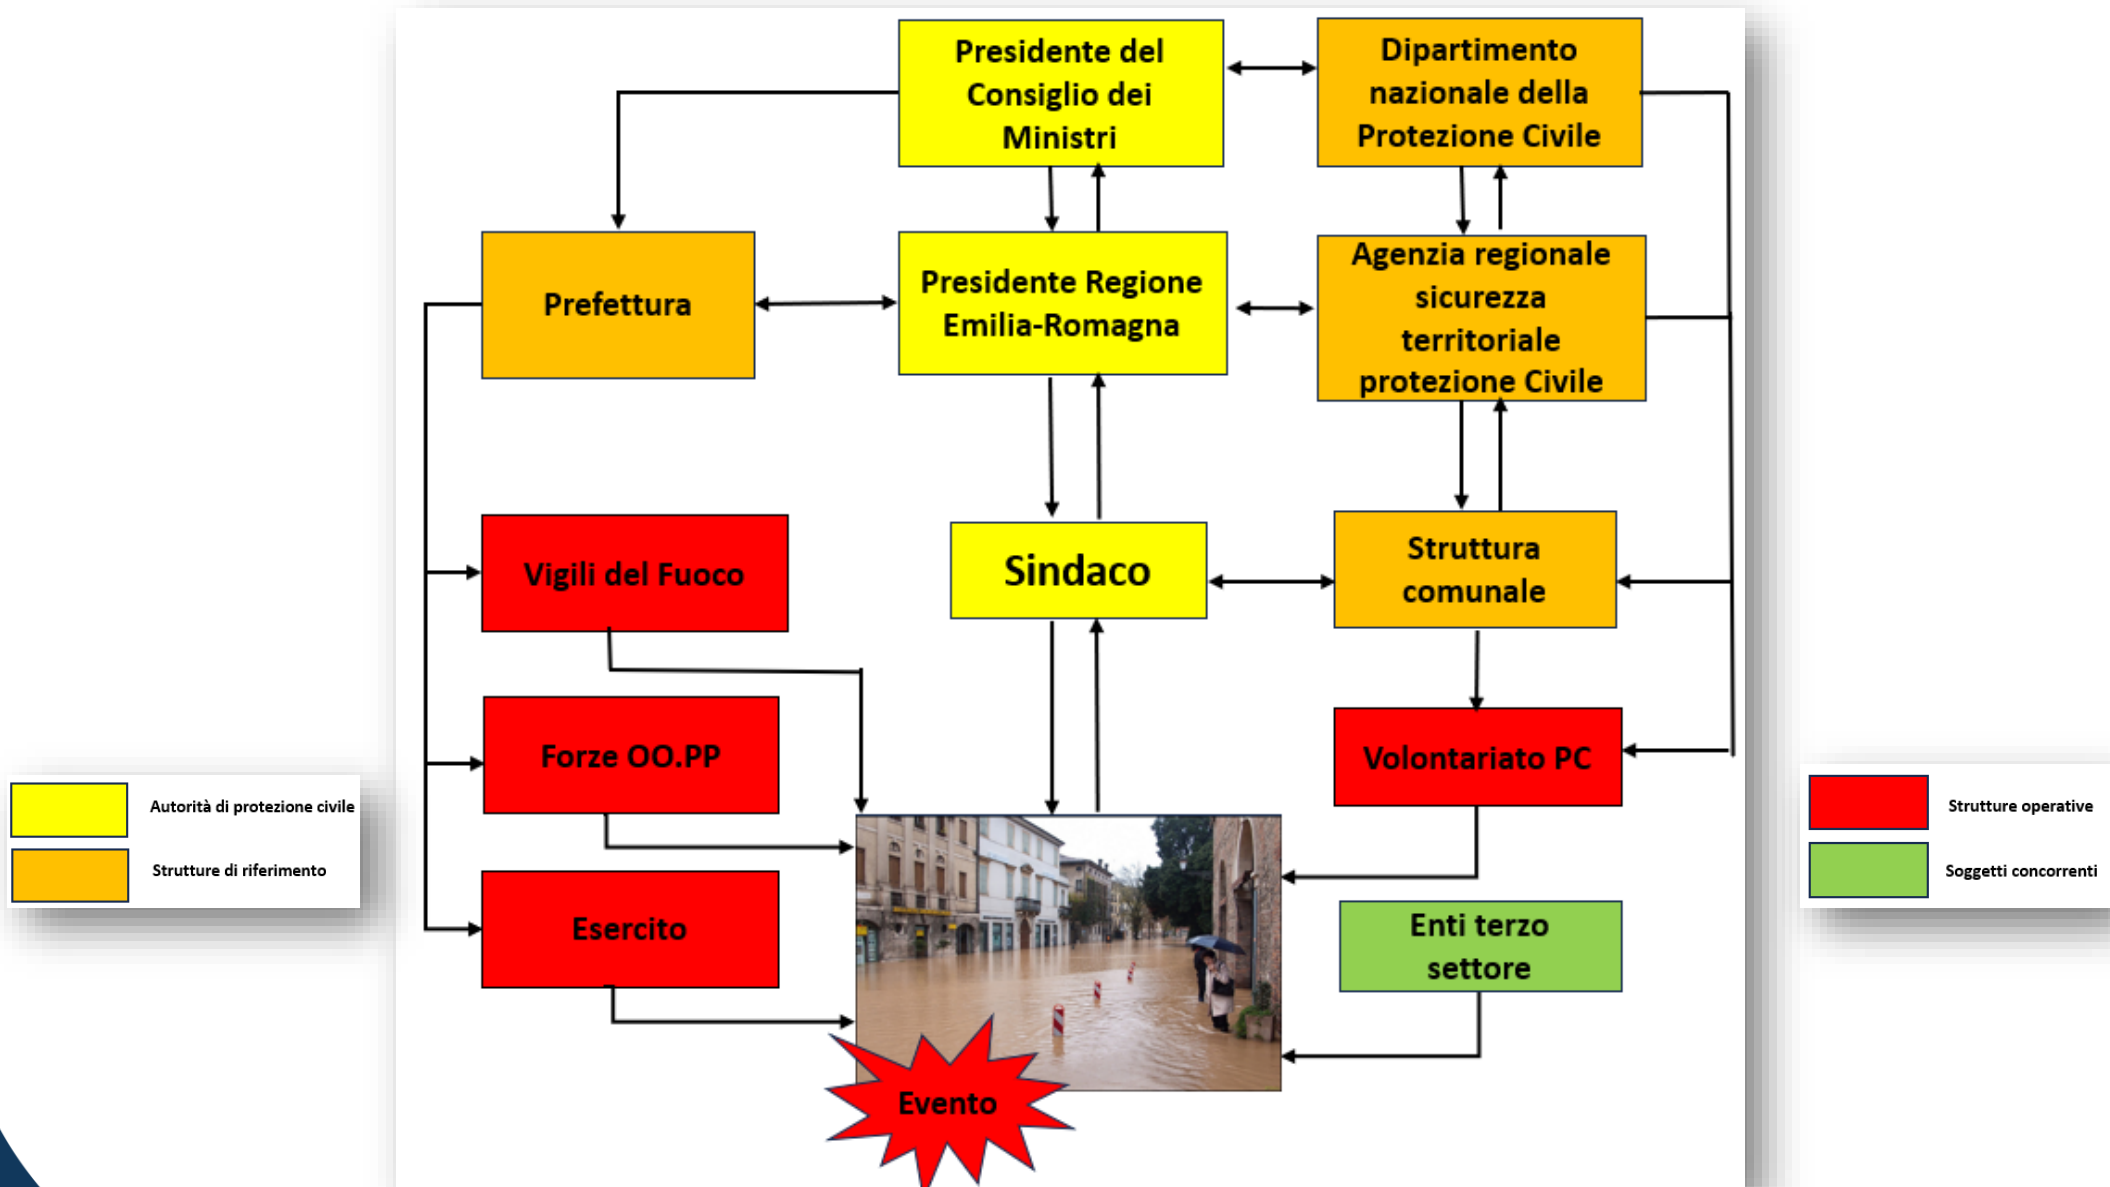 Presidente del
Consiglio dei
Ministri
Dipartimento
nazionale della
Protezione Civile
Prefettura
Presidente Regione
Emilia-Romagna
Agenzia regionale
sicurezza
territoriale
protezione Civile
Vigili del Fuoco
Sindaco
Struttura
comunale
Forze OO.PP
Volontariato PC
Esercito
Enti terzo
settore
Evento
Autorità di protezione civile
Strutture di riferimento
Strutture operative
Soggetti concorrenti